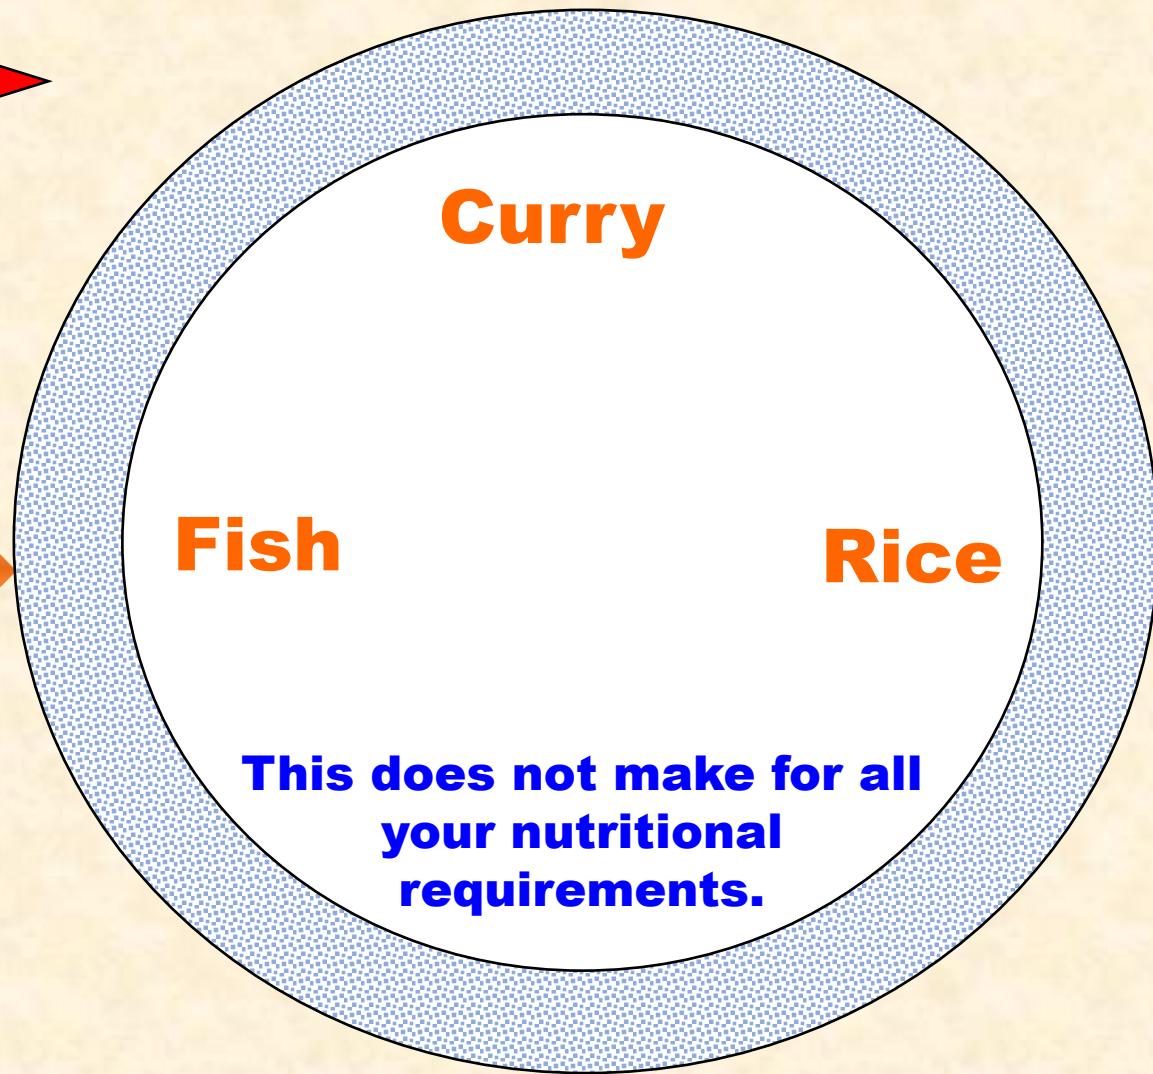 Curry
Fish
Rice
This does not make for all
your nutritional
requirements.